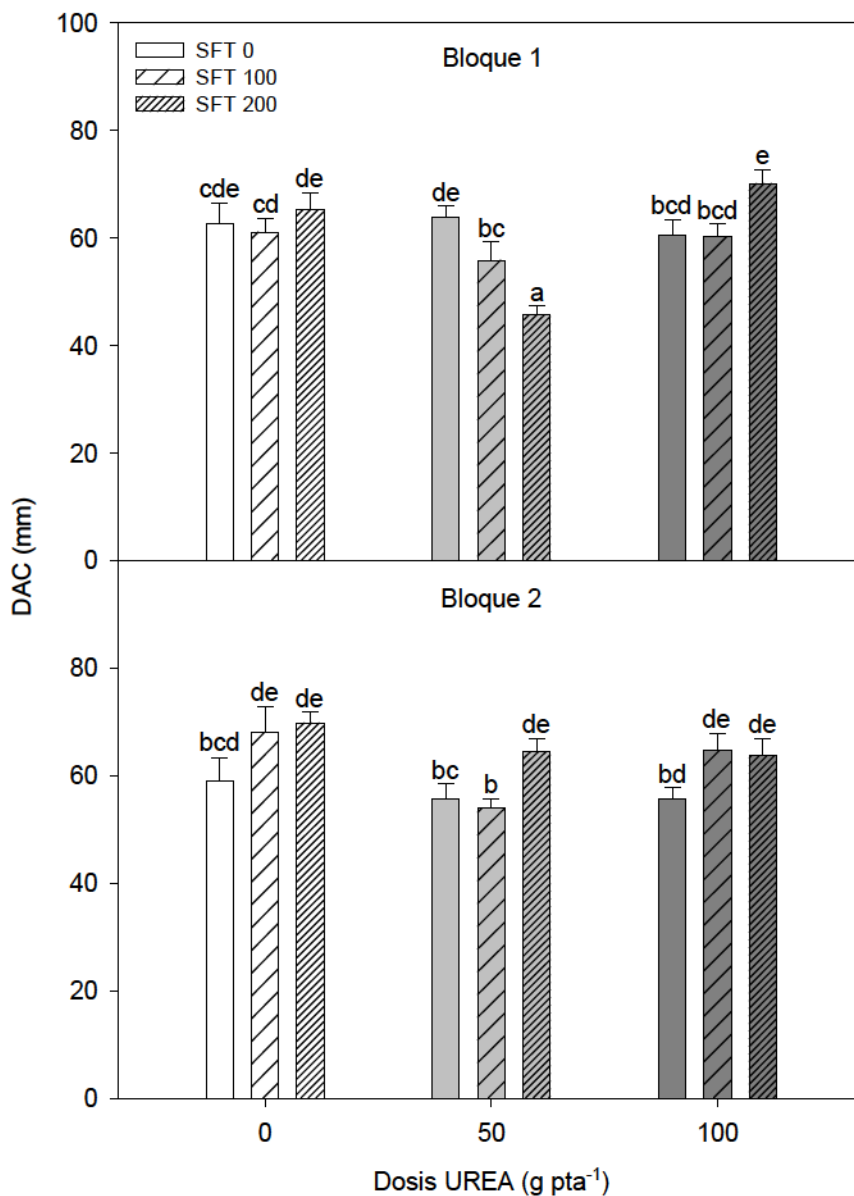 100
SFT 0
SFT 100
SFT 200
Bloque 1
80
60
40
20
0
cde
cd
de
de
bc
a
bcd
bcd
e
DAC (mm)
Bloque 2
80
60
40
20
0
bcd
de
de
bc
b
de
bd
de
de
0
50
100
Dosis UREA (g pta⁻¹)